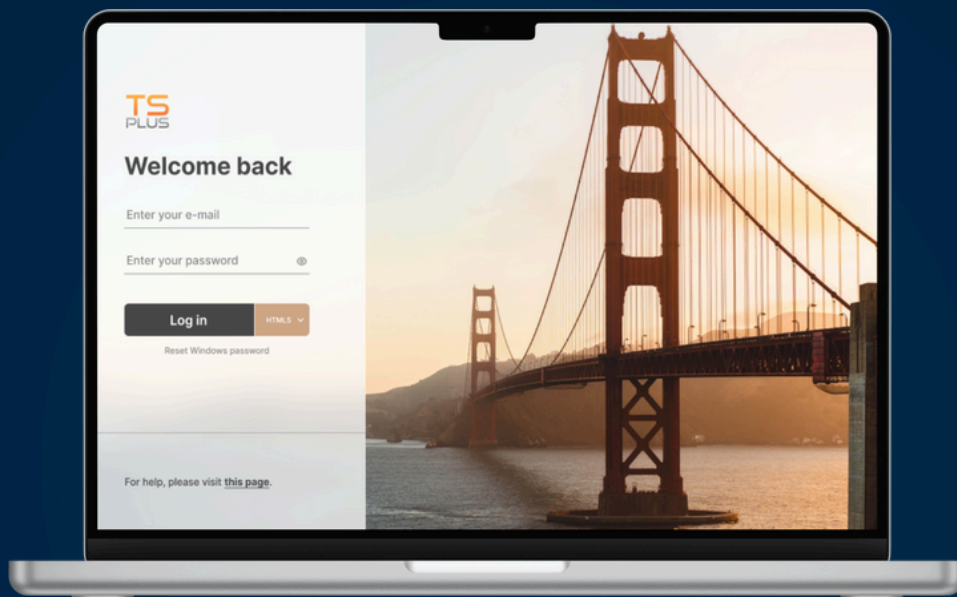 TS
PLUS
Welcome back
Enter your e-mail
Enter your password
Log in
HTML5
Reset Windows password
For help, please visit this page.